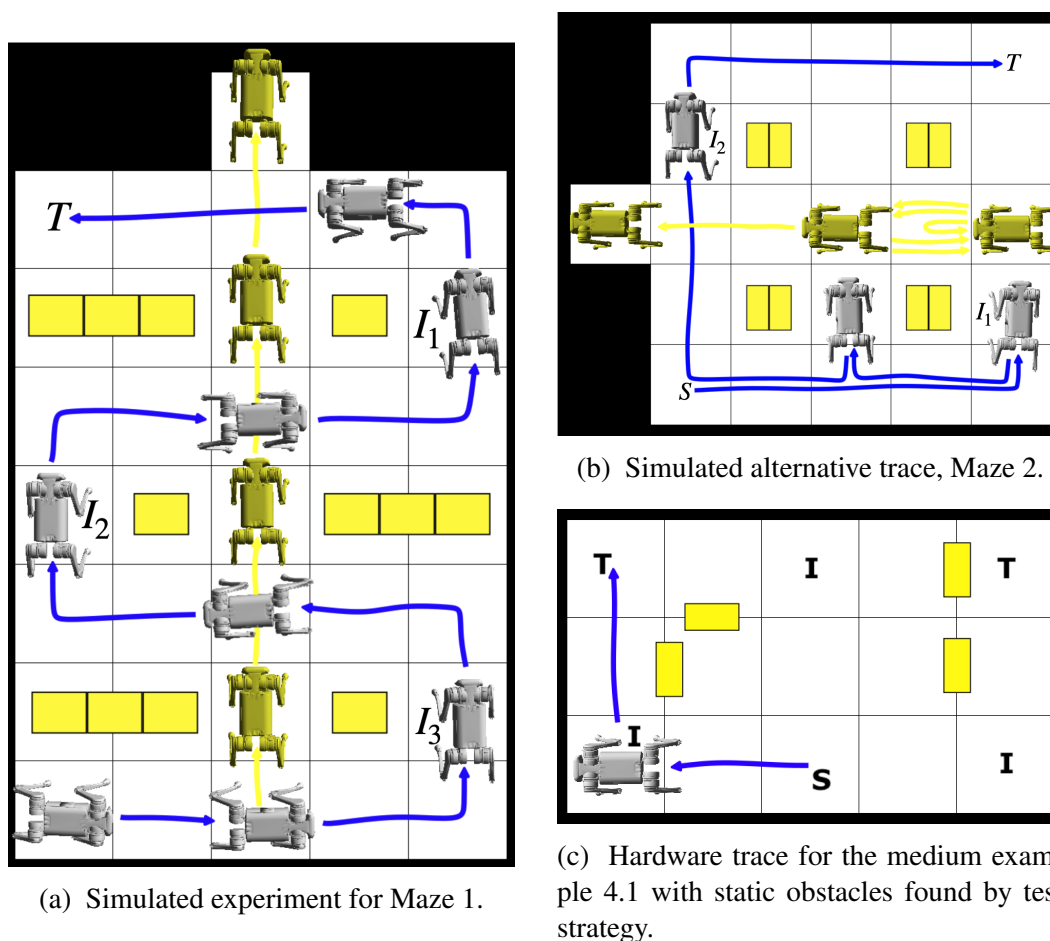 T
I₁
I₂
I₃
(a) Simulated experiment for Maze 1.
T
I₂
I₁
S
(b) Simulated alternative trace, Maze 2.
T I T
I S I
(c) Hardware trace for the medium exam-
ple 4.1 with static obstacles found by tes
strategy.